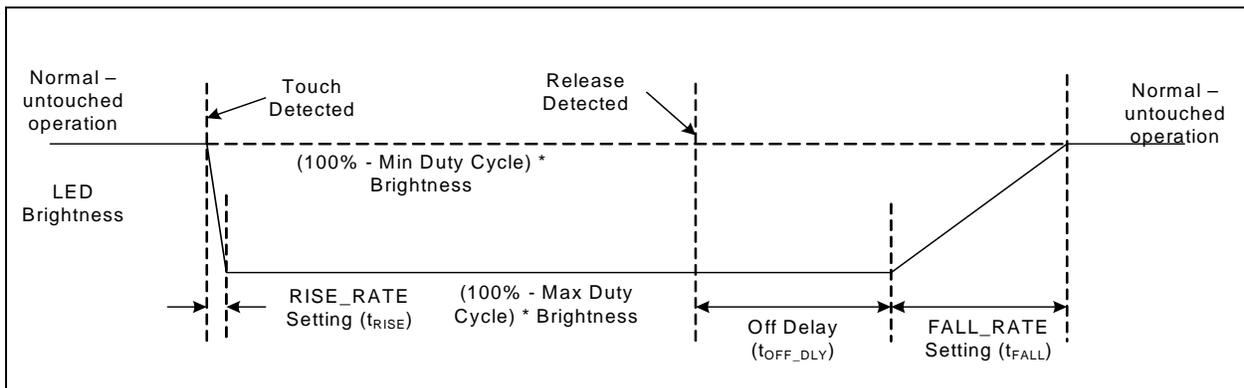 Normal –
untouched
operation
Touch
Detected
Release
Detected
Normal –
untouched
operation
(100% - Min Duty Cycle) *
Brightness
LED
Brightness
RISE_RATE
Setting (tRISE)
(100% - Max Duty
Cycle) * Brightness
Off Delay
(tOFF_DLY)
FALL_RATE
Setting (tFALL)